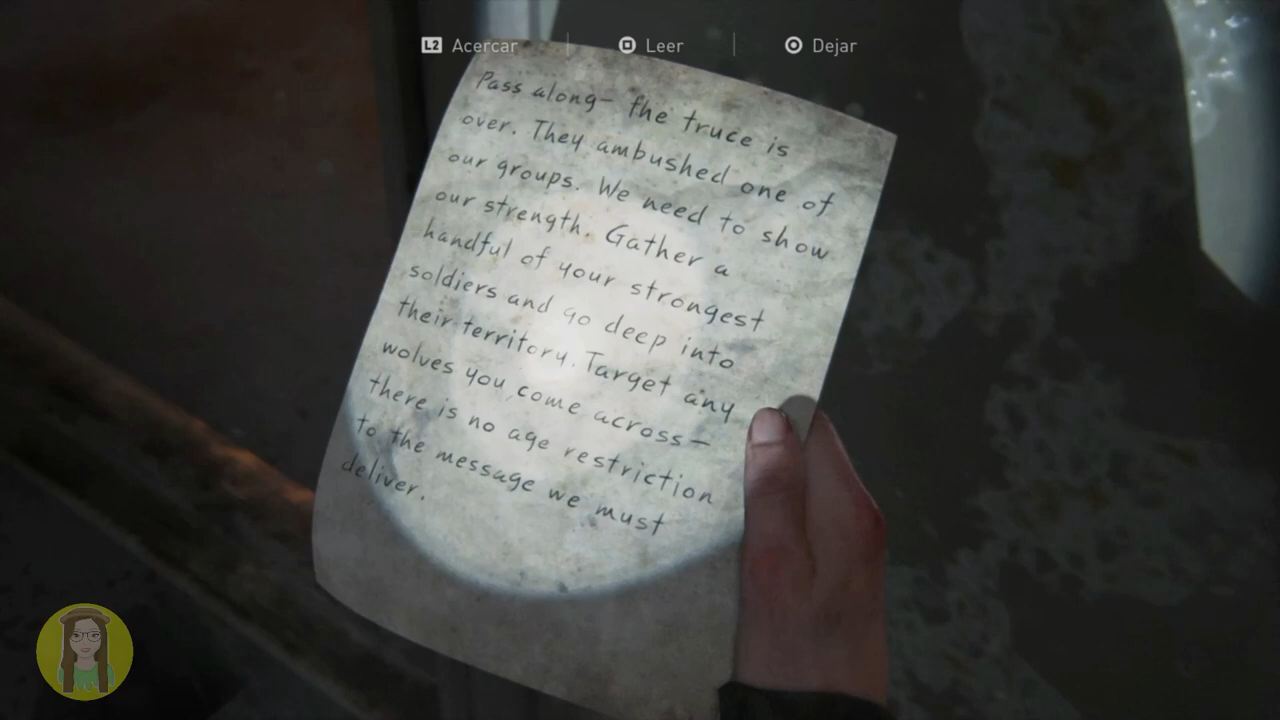 L2 Acercar Leer Dejar
Pass along- the truce is
over. They ambushed one of
our groups. We need to show
our strength. Gather a
handful of your strongest
soldiers and go deep into
their territory. Target any
wolves you come across-
there is no age restriction
to the message we must
deliver.